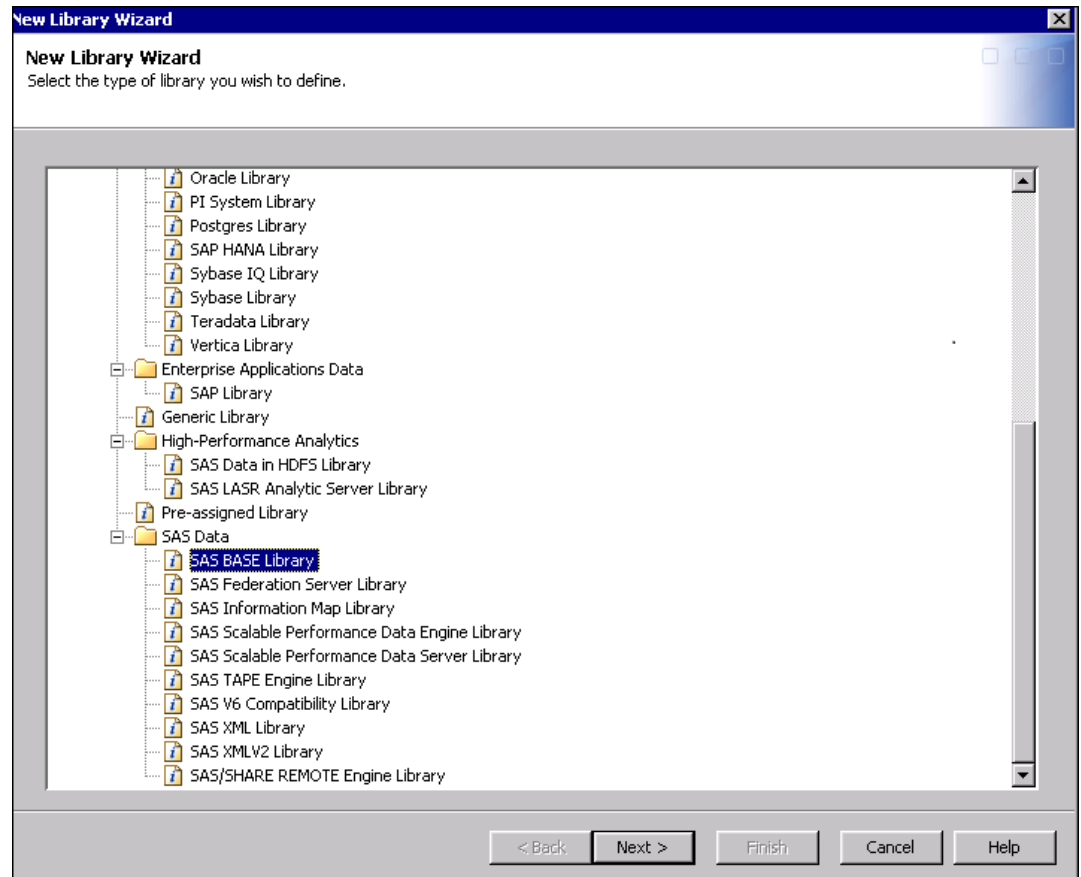 New Library Wizard
New Library Wizard
Select the type of library you wish to define.
Oracle Library
PI System Library
Postgres Library
SAP HANA Library
Sybase IQ Library
Sybase Library
Teradata Library
Vertica Library
Enterprise Applications Data
SAP Library
Generic Library
High-Performance Analytics
SAS Data in HDFS Library
SAS LASR Analytic Server Library
Pre-assigned Library
SAS Data
SAS BASE Library
SAS Federation Server Library
SAS Information Map Library
SAS Scalable Performance Data Engine Library
SAS Scalable Performance Data Server Library
SAS TAPE Engine Library
SAS V6 Compatibility Library
SAS XML Library
SAS XMLV2 Library
SAS/SHARE REMOTE Engine Library
< Back Next > Finish Cancel Help